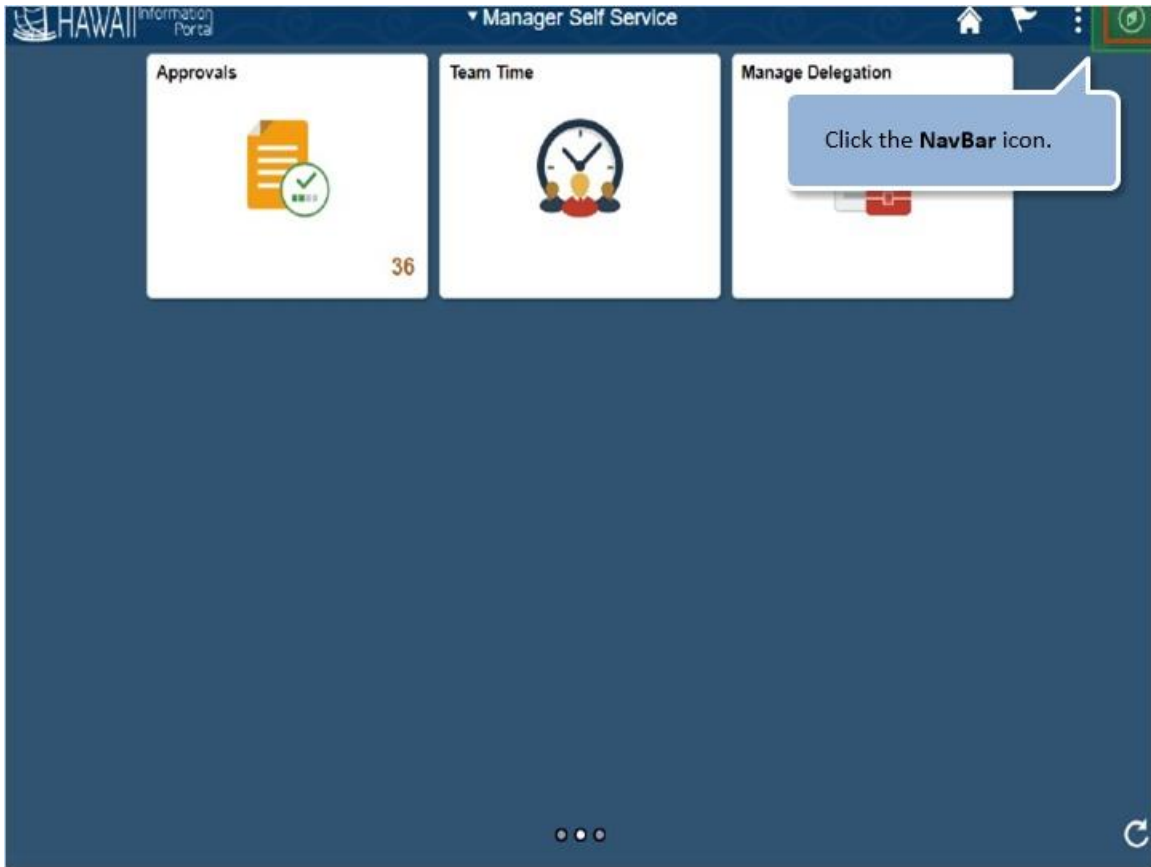 HAWAII Information
Portal
▾ Manager Self Service
Approvals
Team Time
Manage Delegation
Click the NavBar icon.
36